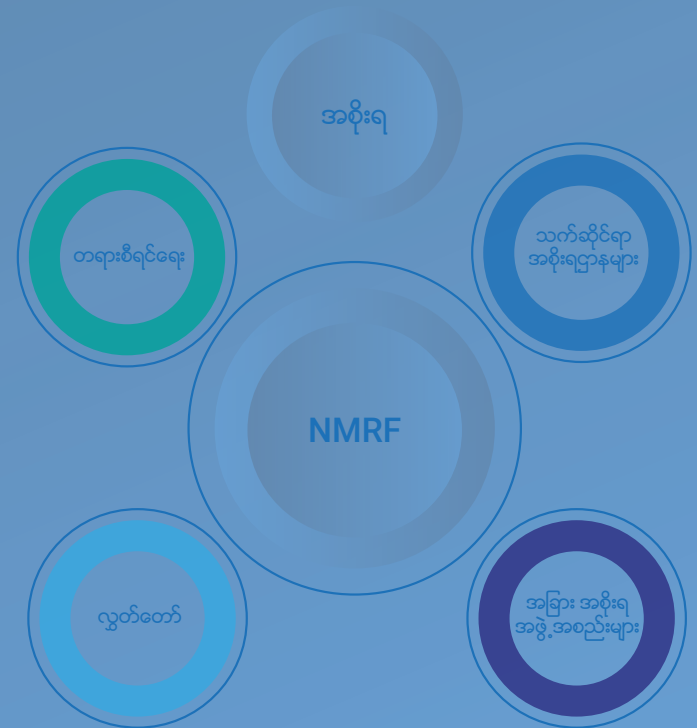 အစိုးရ
တရားစီရင်ရေး
သက်ဆိုင်ရာ
အစိုးရဌာနများ
NMRF
လွှတ်တော်
အခြား အစိုးရ
အဖွဲ့အစည်းများ